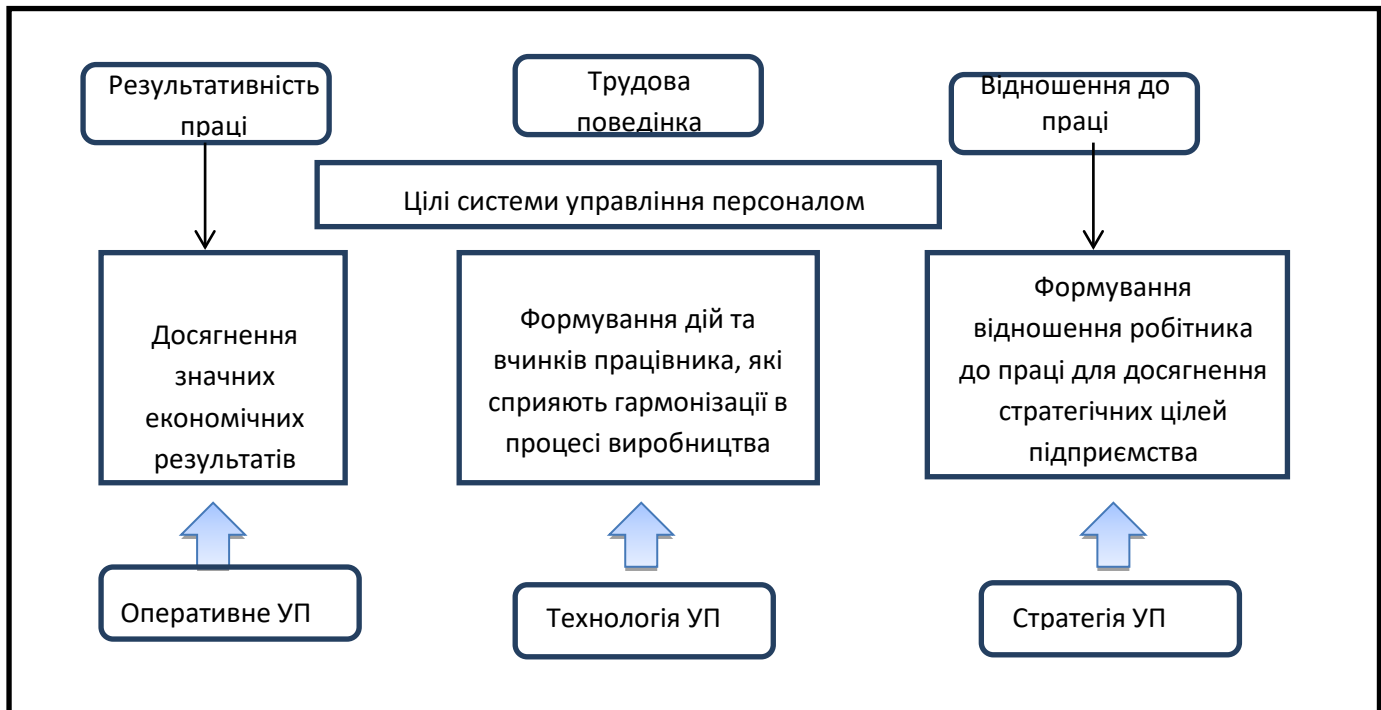 Результативність
праці
Трудова
поведінка
Відношення до
праці
Цілі системи управління персоналом
Досягнення
значних
економічних
результатів
Формування дій та
вчинків працівника, які
сприяють гармонізації в
процесі виробництва
Формування
відношення робітника
до праці для досягнення
стратегічних цілей
підприємства
Оперативне УП
Технологія УП
Стратегія УП